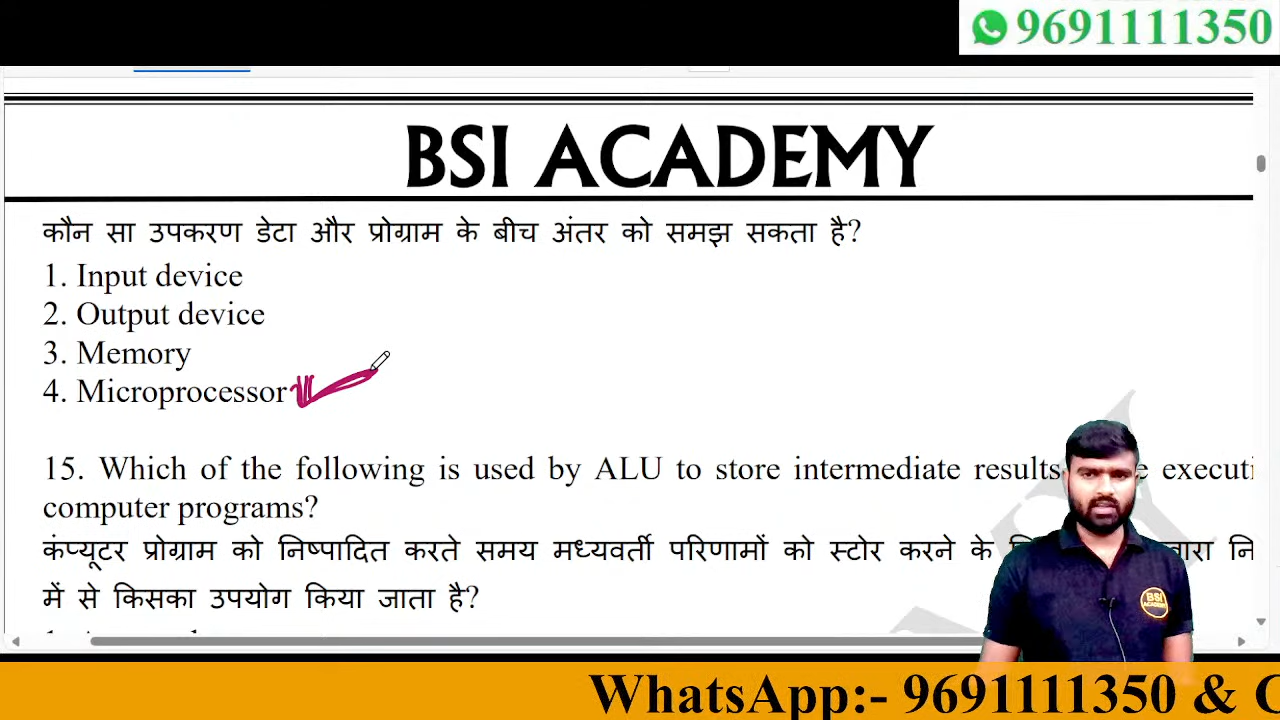 9691111350
BSI ACADEMY
कौन सा उपकरण डेटा और प्रोग्राम के बीच अंतर को समझ सकता है?
1. Input device
2. Output device
3. Memory
4. Microprocessor
15. Which of the following is used by ALU to store intermediate results
computer programs?
कंप्यूटर प्रोग्राम को निष्पादित करते समय मध्यवर्ती परिणामों को स्टोर करने के
में से किसका उपयोग किया जाता है?
BSI
ACADEMY
WhatsApp:- 9691111350 &